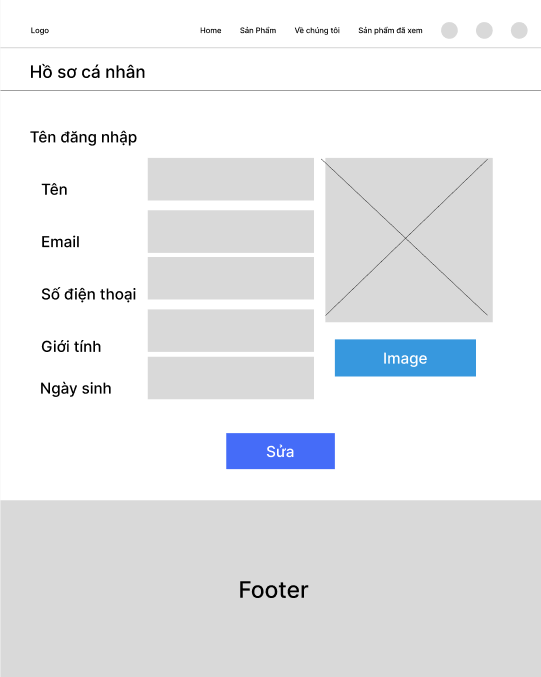 Logo
Home Sản Phẩm Về chúng tôi Sản phẩm đã xem
Hồ sơ cá nhân
Tên đăng nhập
Tên
Email
Số điện thoại
Giới tính
Image
Ngày sinh
Sửa
Footer